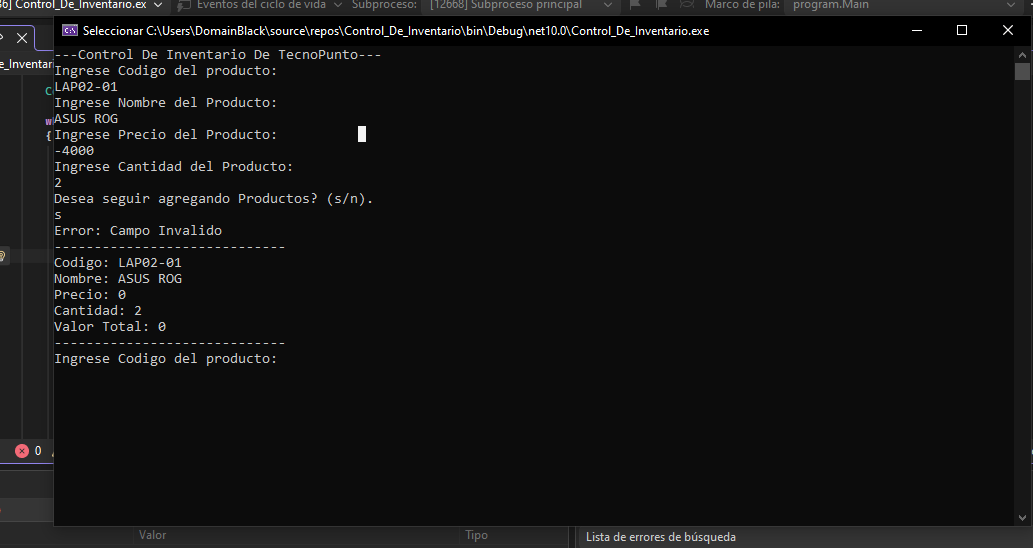 36] Control_De_Inventario.ex Eventos del ciclo de vida Subproceso: [12668] Subproceso principal Marco de pila: program.Main
Seleccionar C:\Users\DomainBlack\source\repos\Control_De_Inventario\bin\Debug\net10.0\Control_De_Inventario.exe
e_Inventari
---Control De Inventario De TecnoPunto---
Ingrese Codigo del producto:
LAP02-01
Ingrese Nombre del Producto:
ASUS ROG
Ingrese Precio del Producto:
-4000
Ingrese Cantidad del Producto:
2
Desea seguir agregando Productos? (s/n).
s
Error: Campo Invalido
-----------------------------
Codigo: LAP02-01
Nombre: ASUS ROG
Precio: 0
Cantidad: 2
Valor Total: 0
-----------------------------
Ingrese Codigo del producto:
C
w
{
0
Valor Tipo
Lista de errores de búsqueda